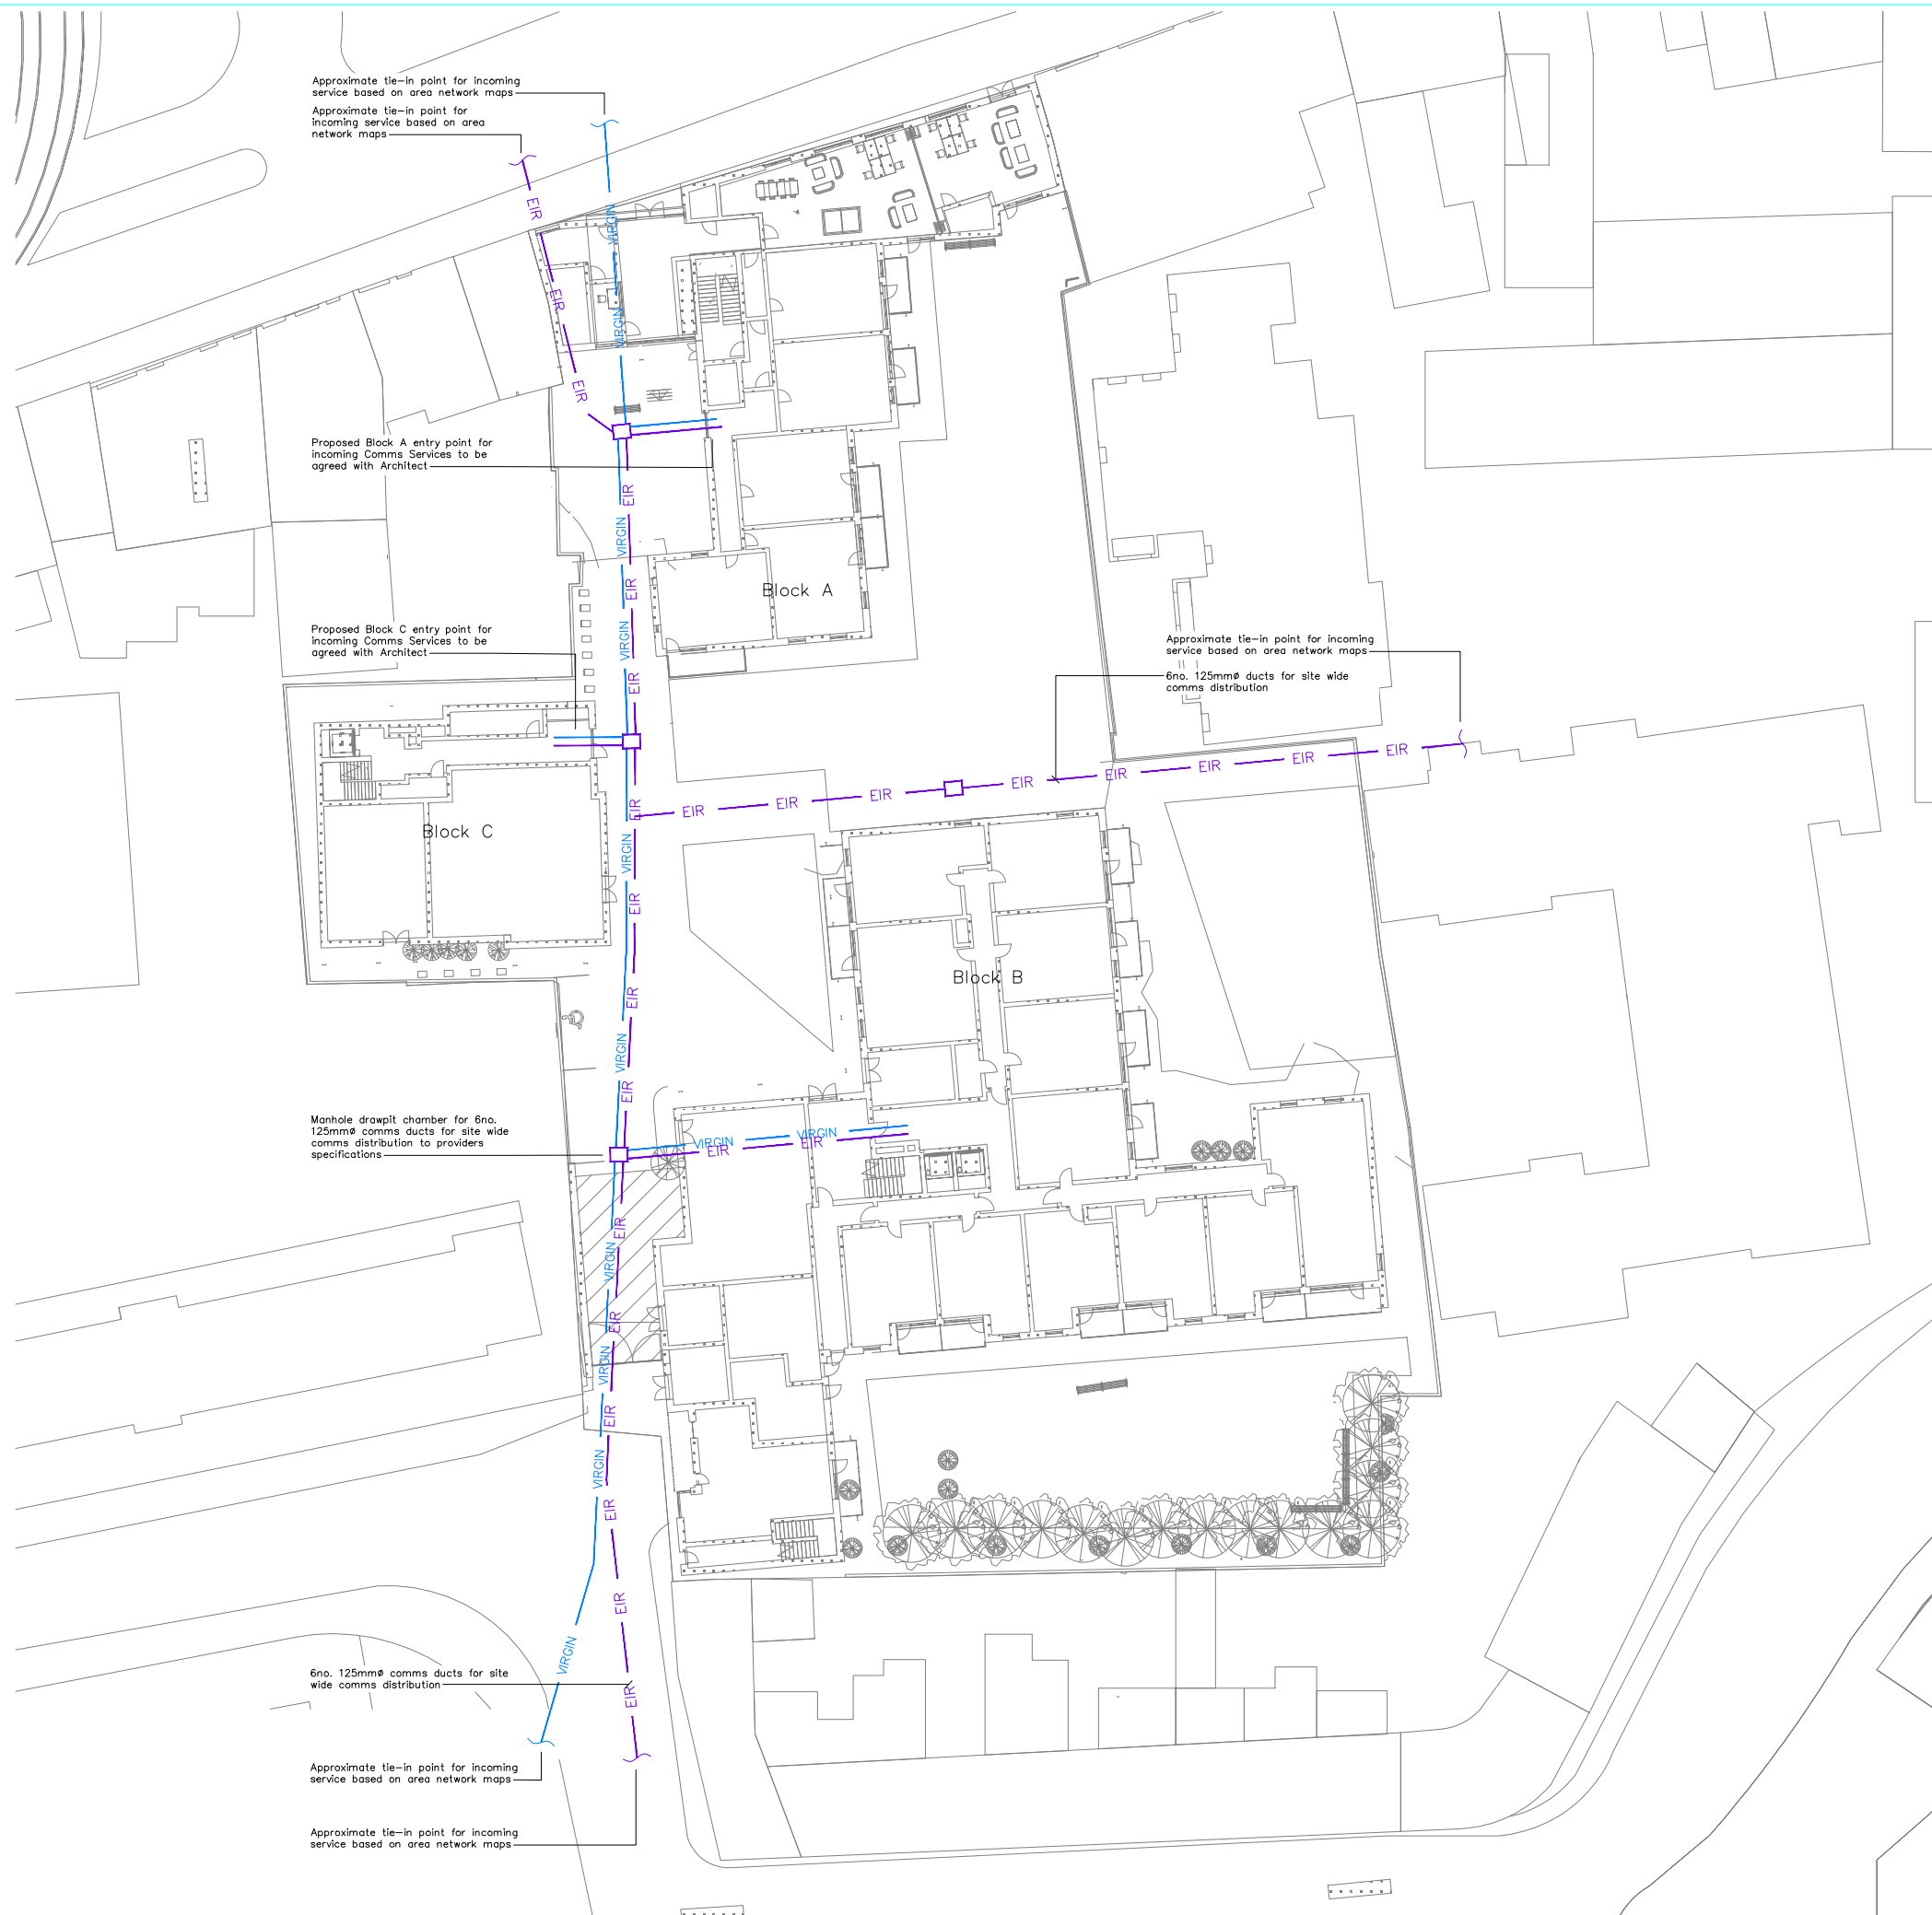 Approximate tie-in point for incoming
service based on area network maps
Approximate tie-in point for
incoming service based on area
network maps
EIR
VIRGIN
EIR
VIRGIN
EIR
Proposed Block A entry point for
incoming Comms Services to be
agreed with Architect
EIR
VIRGIN
EIR
Block A
Proposed Block C entry point for
incoming Comms Services to be
agreed with Architect
VIRGIN
EIR
Approximate tie-in point for incoming
service based on area network maps
6no. 125mmø ducts for site wide
comms distribution
EIR
EIR
EIR
EIR
EIR
EIR
EIR
EIR
EIR
Block C
VIRGIN
EIR
Block B
EIR
VIRGIN
EIR
Manhole drawpit chamber for 6no.
125mmø comms ducts for site wide
comms distribution to providers
specifications
VIRGIN
VIRGIN
EIR
EIR
EIR
VIRGIN
EIR
VIRGIN
EIR
VIRGIN
EIR
EIR
VIRGIN
6no. 125mmø comms ducts for site
wide comms distribution
EIR
Approximate tie-in point for incoming
service based on area network maps
Approximate tie-in point for incoming
service based on area network maps